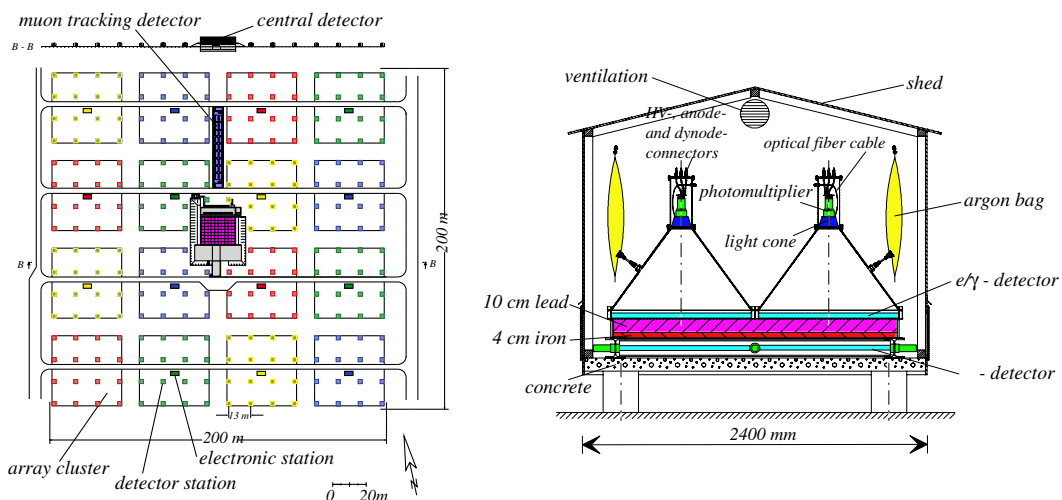 muon tracking detector
central detector
B - B
B
B
200 m
13 m
200 m
array cluster
detector station
electronic station
0 20m
ventilation
shed
HV-, anode-
and dynode-
connectors
optical fiber cable
photomultiplier
argon bag
light cone
e/γ - detector
10 cm lead
4 cm iron
concrete
- detector
2400 mm